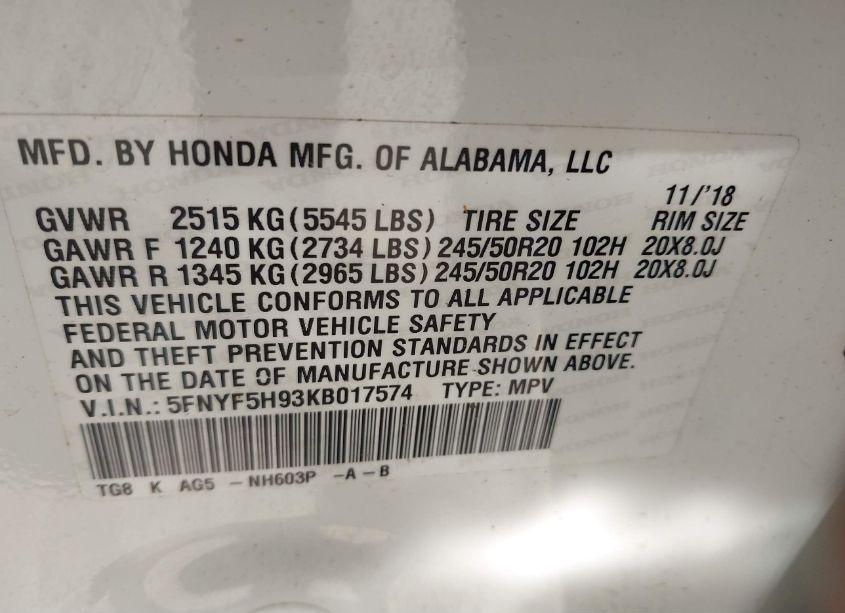 MFD. BY HONDA MFG. OF ALABAMA, LLC
11/'18
GVWR 2515 KG (5545 LBS) TIRE SIZE RIM SIZE
GAWR F 1240 KG (2734 LBS) 245/50R20 102H 20X8.0J
GAWR R 1345 KG (2965 LBS) 245/50R20 102H 20X8.0J
THIS VEHICLE CONFORMS TO ALL APPLICABLE
FEDERAL MOTOR VEHICLE SAFETY
AND THEFT PREVENTION STANDARDS IN EFFECT
ON THE DATE OF MANUFACTURE SHOWN ABOVE.
V.I.N.: 5FNYF5H93KB017574 TYPE: MPV
TG8 K AG5 - NH603P - A - B